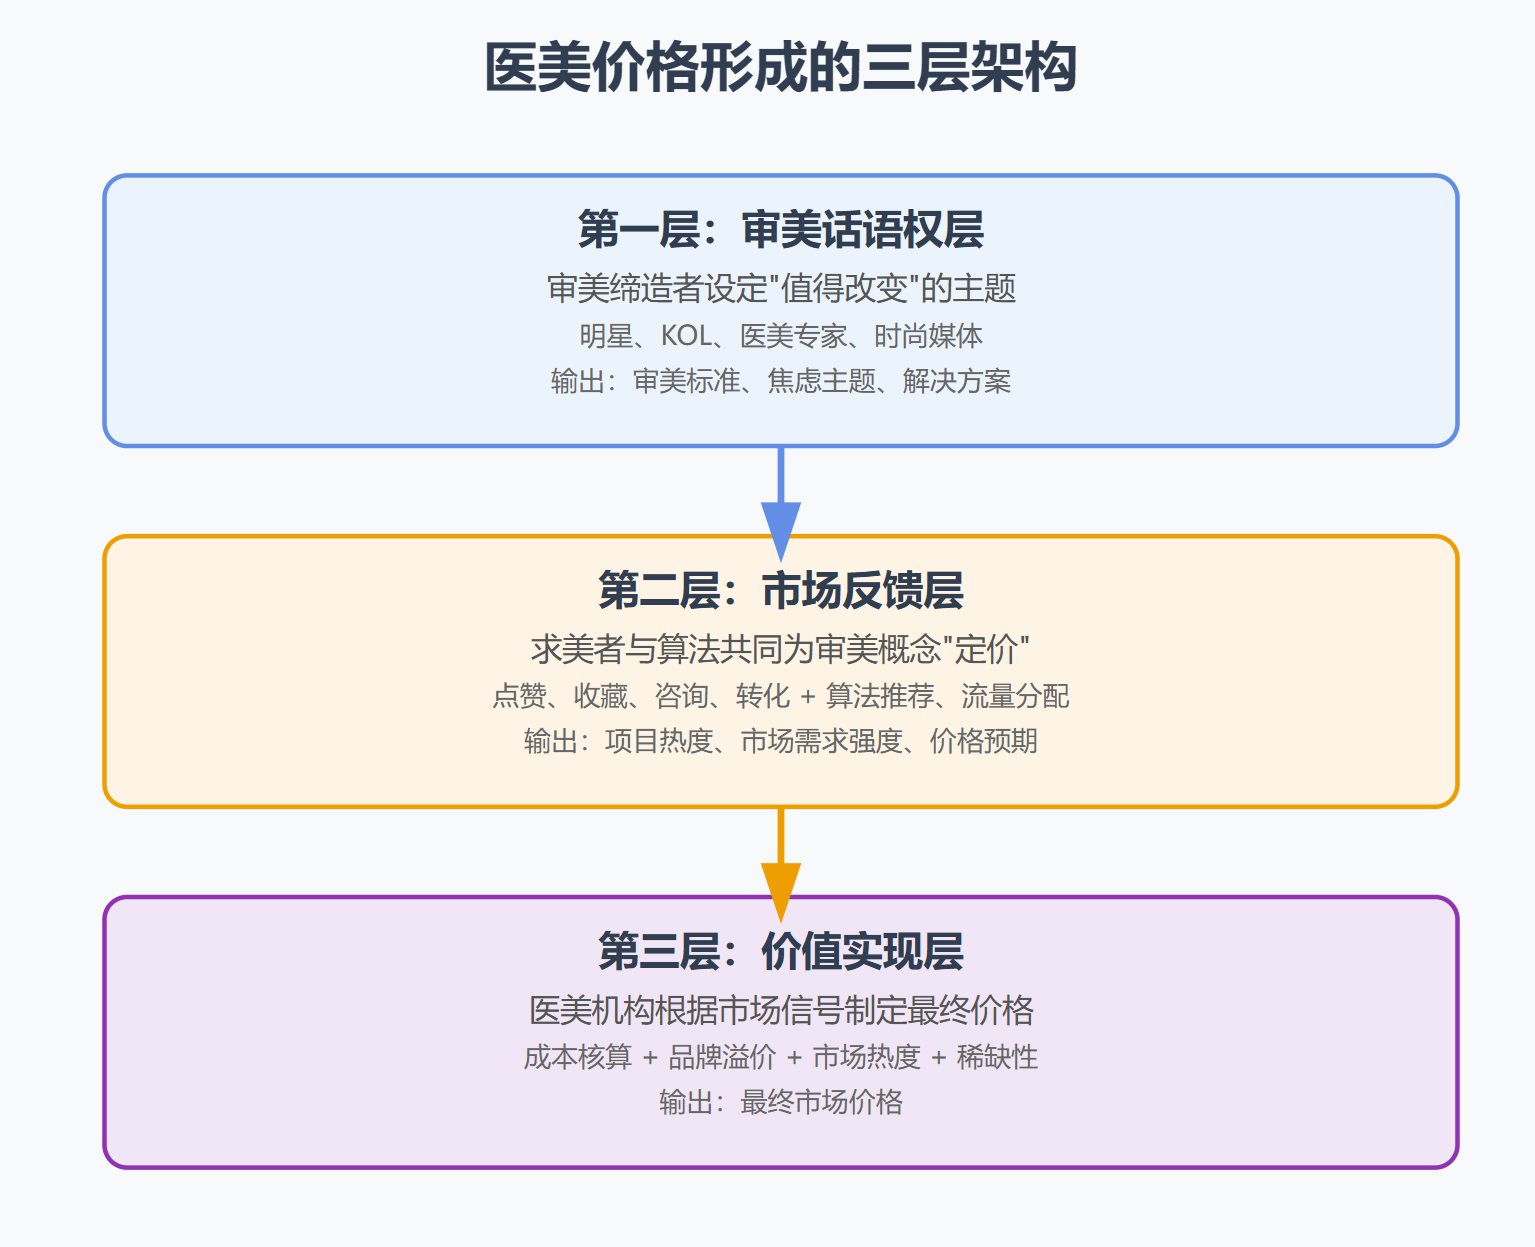 医美价格形成的三层架构
第一层：审美话语权层
审美缔造者设定"值得改变"的主题
明星、KOL、医美专家、时尚媒体
输出：审美标准、焦虑主题、解决方案
第二层：市场反馈层
求美者与算法共同为审美概念"定价"
点赞、收藏、咨询、转化 + 算法推荐、流量分配
输出：项目热度、市场需求强度、价格预期
第三层：价值实现层
医美机构根据市场信号制定最终价格
成本核算 + 品牌溢价 + 市场热度 + 稀缺性
输出：最终市场价格